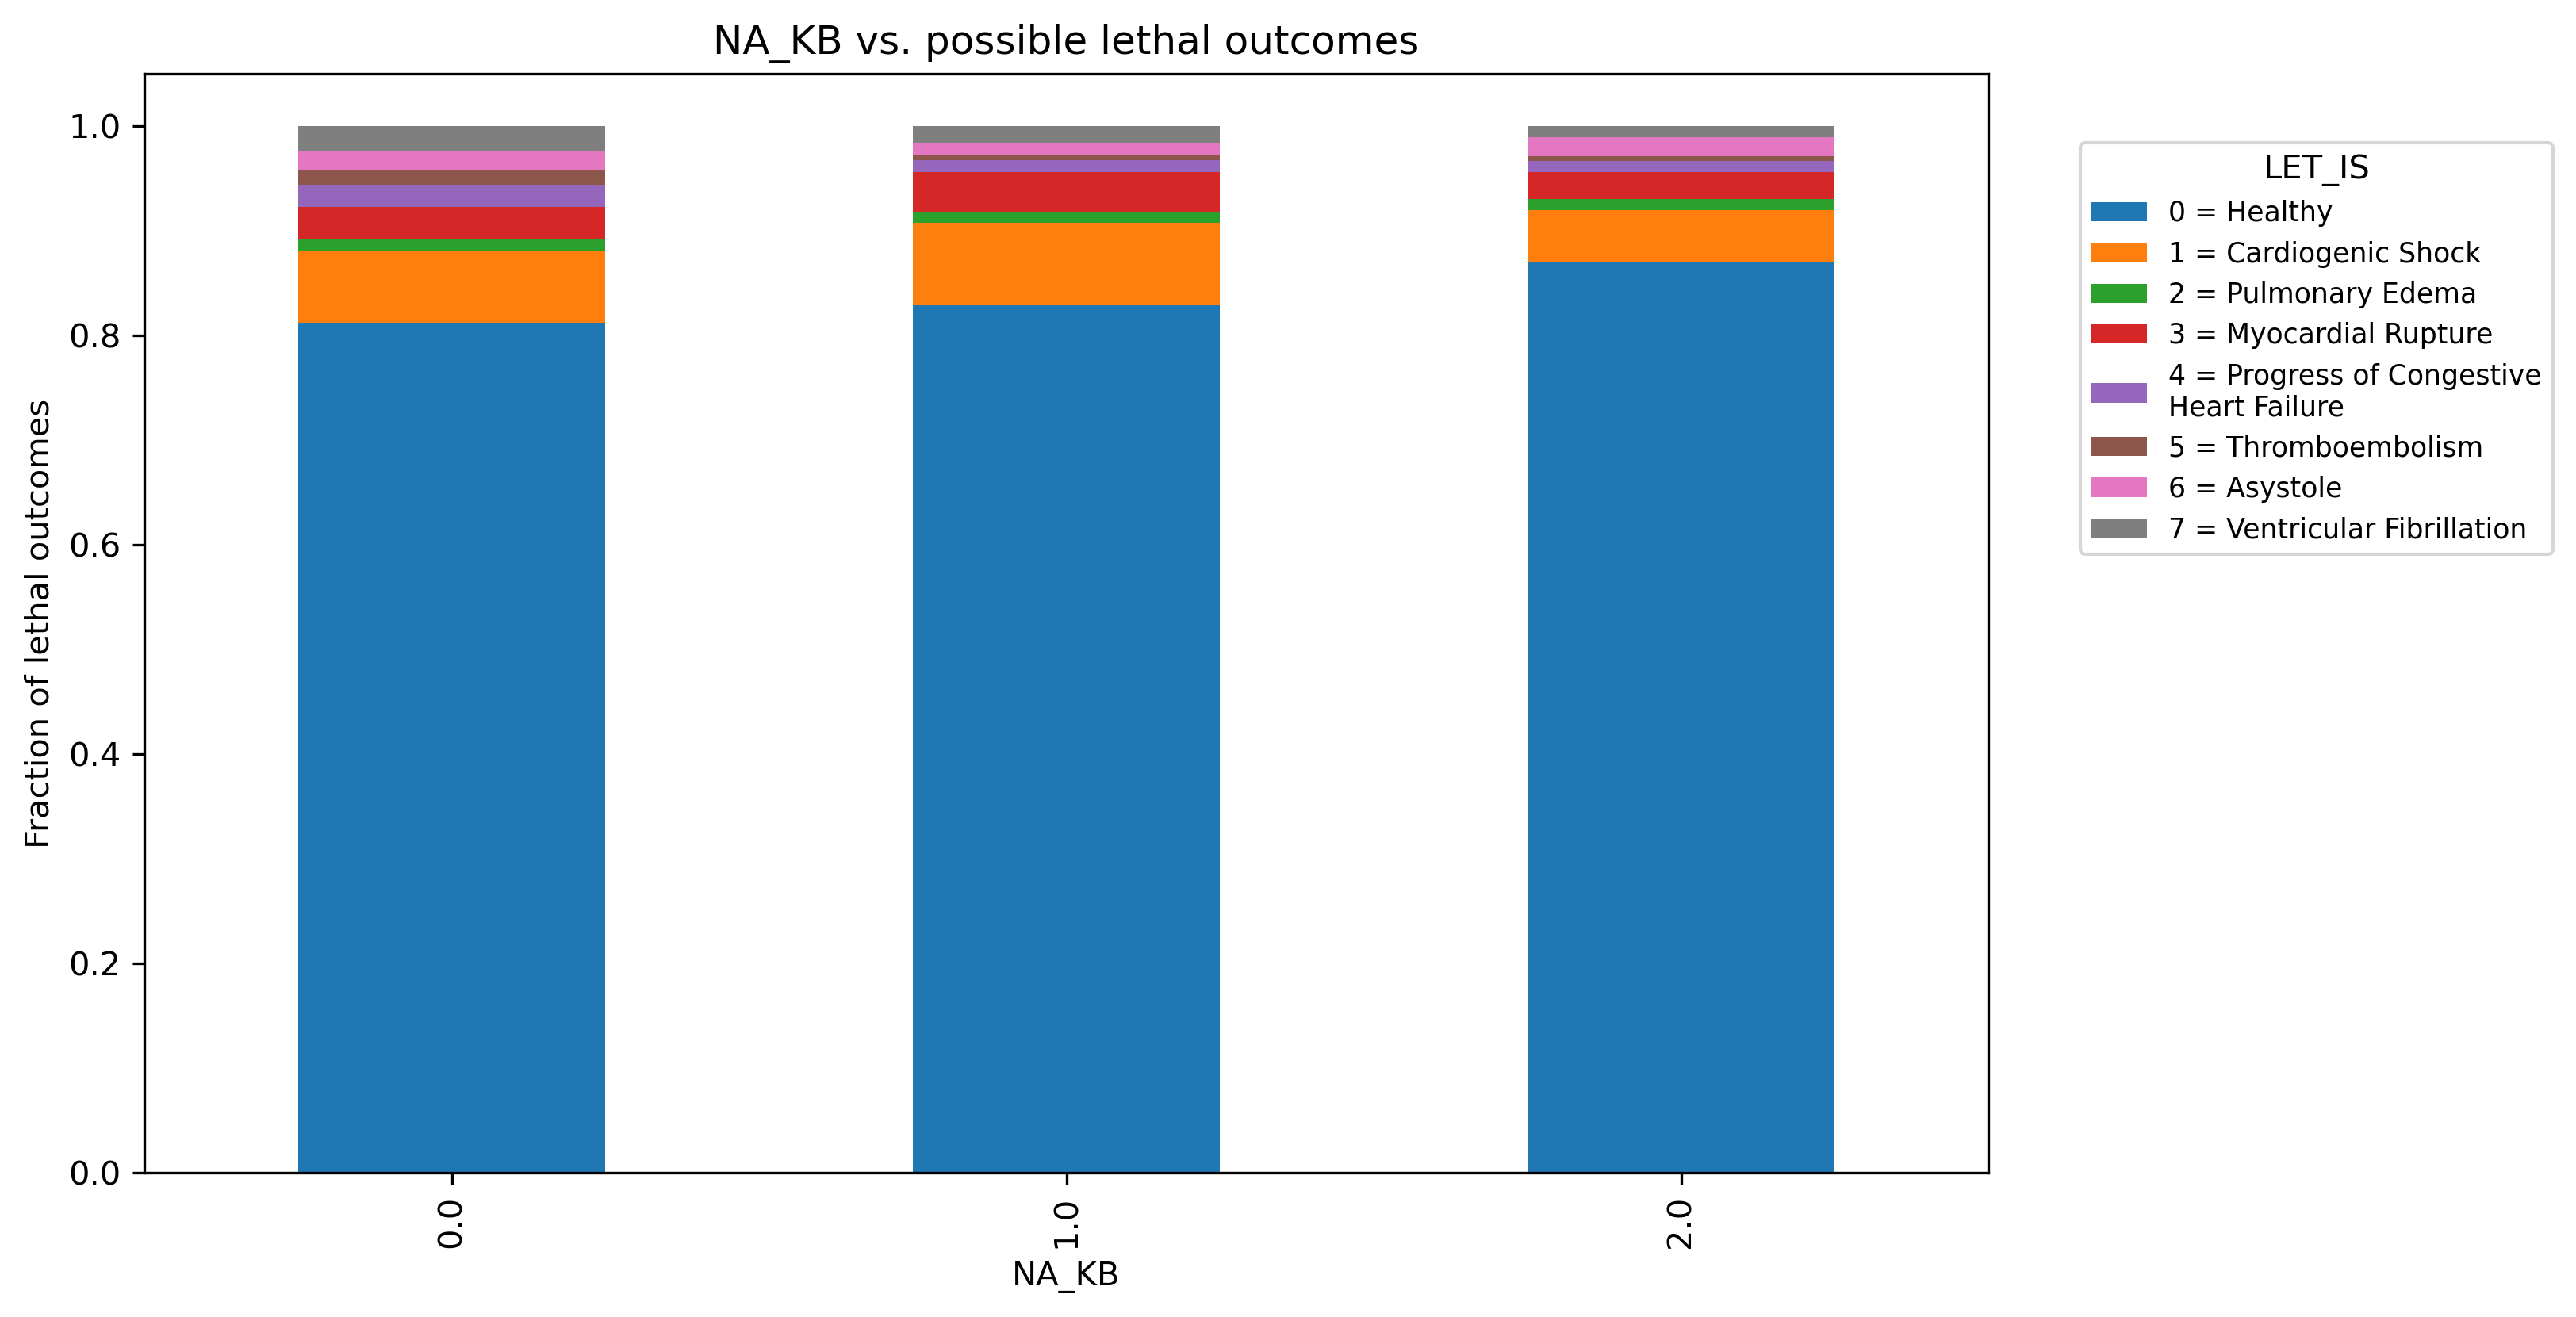 NA_KB vs. possible lethal outcomes
Fraction of lethal outcomes
1.0
0.8
0.6
0.4
0.2
0.0
0.0
1.0
2.0
NA_KB
LET_IS
0 = Healthy
1 = Cardiogenic Shock
2 = Pulmonary Edema
3 = Myocardial Rupture
4 = Progress of Congestive
Heart Failure
5 = Thromboembolism
6 = Asystole
7 = Ventricular Fibrillation